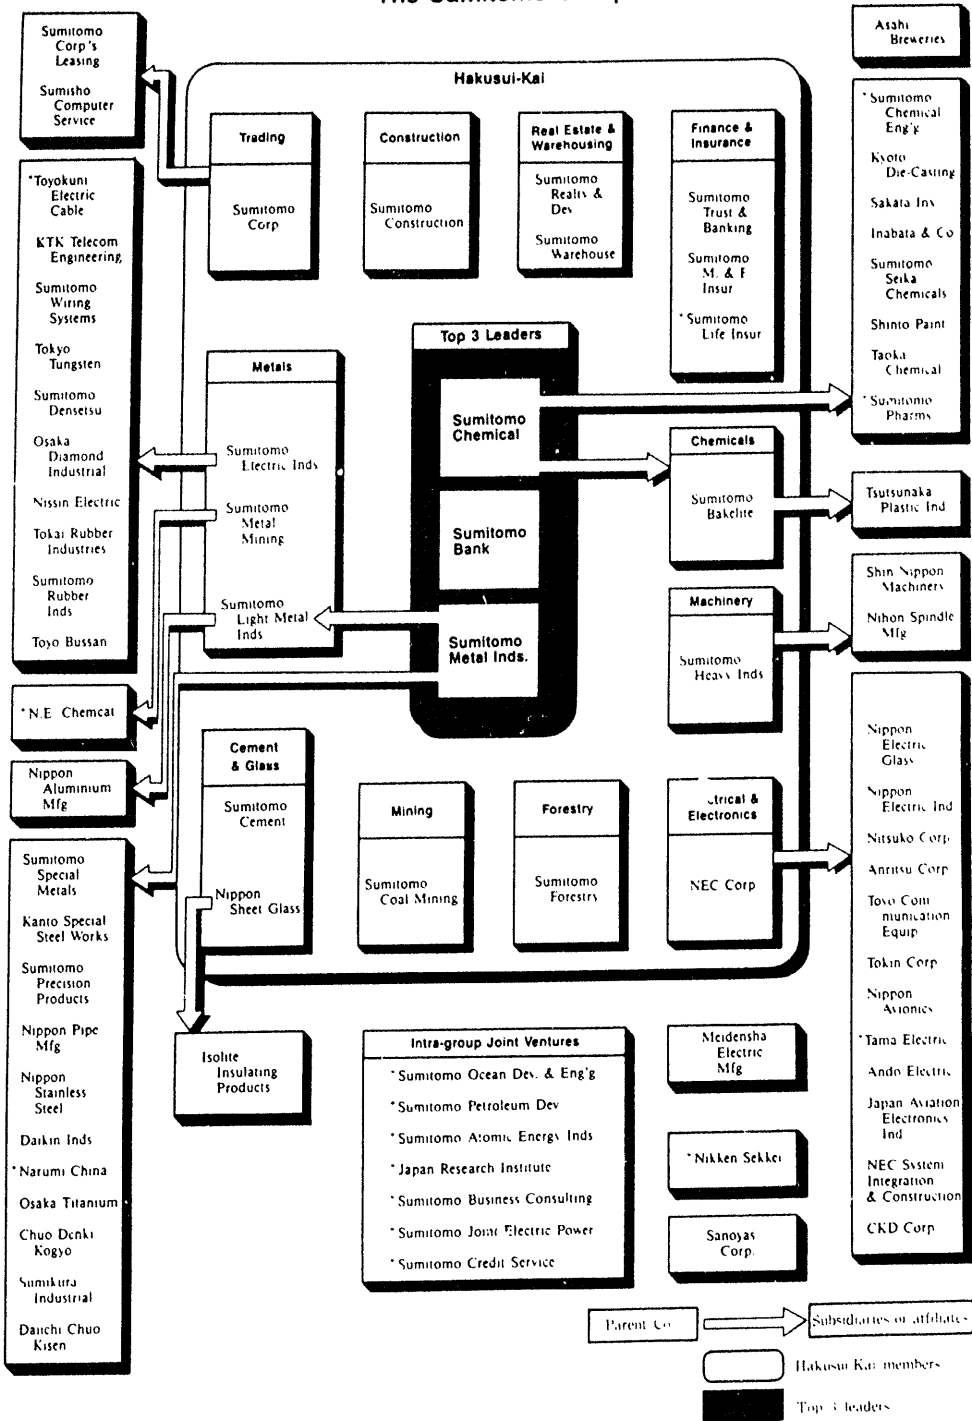 Sumitomo
Corp's
Leasing
Sumisho
Computer
Service
*Toyokuni
Electric
Cable
KTK Telecom
Engineering
Sumitomo
Wiring
Systems
Tokyo
Tungsten
Sumitomo
Densetsu
Osaka
Diamond
Industrial
Nissin Electric
Tokai Rubber
Industries
Sumitomo
Rubber
Inds
Toyo Bussan
*N.E. Chemcat
Nippon
Aluminium
Mfg
Sumitomo
Special
Metals
Kanto Special
Steel Works
Sumitomo
Precision
Products
Nippon Pipe
Mfg
Nippon
Stainless
Steel
Daikin Inds
*Narumi China
Osaka Titanium
Chuo Denki
Kogyo
Sumikura
Industrial
Daiichi Chuo
Kisen
Hakusui-Kai
Trading
Sumitomo
Corp
Construction
Sumitomo
Construction
Real Estate &
Warehousing
Sumitomo
Realty &
Dev
Sumitomo
Warehouse
Finance &
Insurance
Sumitomo
Trust &
Banking
Sumitomo
M. & F
Insur
*Sumitomo
Life Insur
Metals
Sumitomo
Electric Inds
Sumitomo
Metal
Mining
Sumitomo
Light Metal
Inds
Top 3 Leaders
Sumitomo
Chemical
Sumitomo
Bank
Sumitomo
Metal Inds.
Chemicals
Sumitomo
Bakelite
Machinery
Sumitomo
Heavy Inds
Cement
& Glass
Sumitomo
Cement
Nippon
Sheet Glass
Mining
Sumitomo
Coal Mining
Forestry
Sumitomo
Forestry
ctrical &
Electronics
NEC Corp
Isolite
Insulating
Products
Intra-group Joint Ventures
*Sumitomo Ocean Dev. & Eng'g
*Sumitomo Petroleum Dev
*Sumitomo Atomic Energy Inds
*Japan Research Institute
*Sumitomo Business Consulting
*Sumitomo Joint Electric Power
*Sumitomo Credit Service
Meidensha
Electric
Mfg
*Nikken Sekkei
Sanoyas
Corp.
Asahi
Breweries
*Sumitomo
Chemical
Eng'g
Kyoto
Die-Casting
Sakata Inx
Inabata & Co
Sumitomo
Seika
Chemicals
Shinto Paint
Taoka
Chemical
*Sumitomo
Pharms
Tsutsunaka
Plastic Ind
Shin Nippon
Machinery
Nihon Spindle
Mfg
Nippon
Electric
Glass
Nippon
Electric Ind
Nitsuko Corp
Anritsu Corp
Toyo Com
munication
Equip
Tokin Corp
Nippon
Avionics
*Tama Electric
Ando Electric
Japan Aviation
Electronics
Ind
NEC System
Integration
& Construction
CKD Corp
Parent Co
Subsidiaries or affiliates
Hakusui Kai members
Top 3 leaders